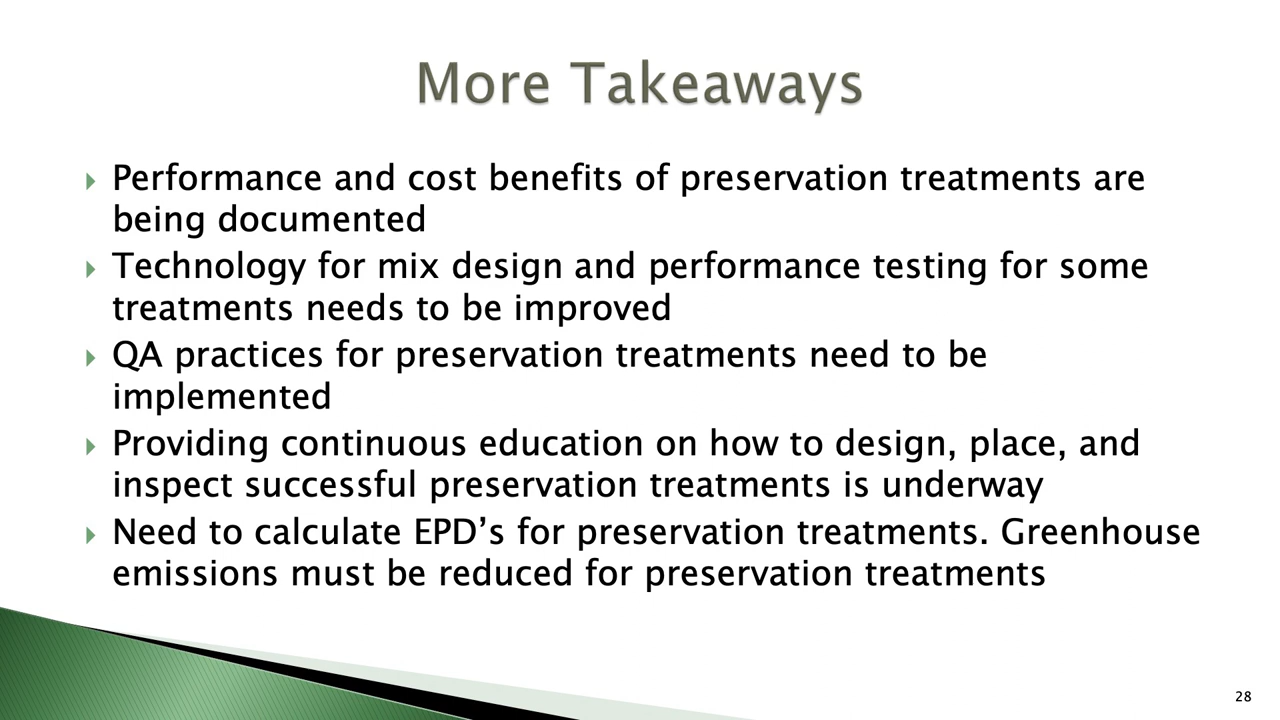 More Takeaways
Performance and cost benefits of preservation treatments are
being documented
Technology for mix design and performance testing for some
treatments needs to be improved
QA practices for preservation treatments need to be
implemented
Providing continuous education on how to design, place, and
inspect successful preservation treatments is underway
Need to calculate EPD’s for preservation treatments. Greenhouse
emissions must be reduced for preservation treatments
28